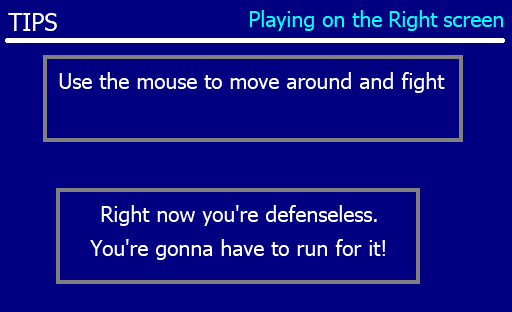 TIPS
Playing on the Right screen
Use the mouse to move around and fight
Right now you're defenseless.
You're gonna have to run for it!